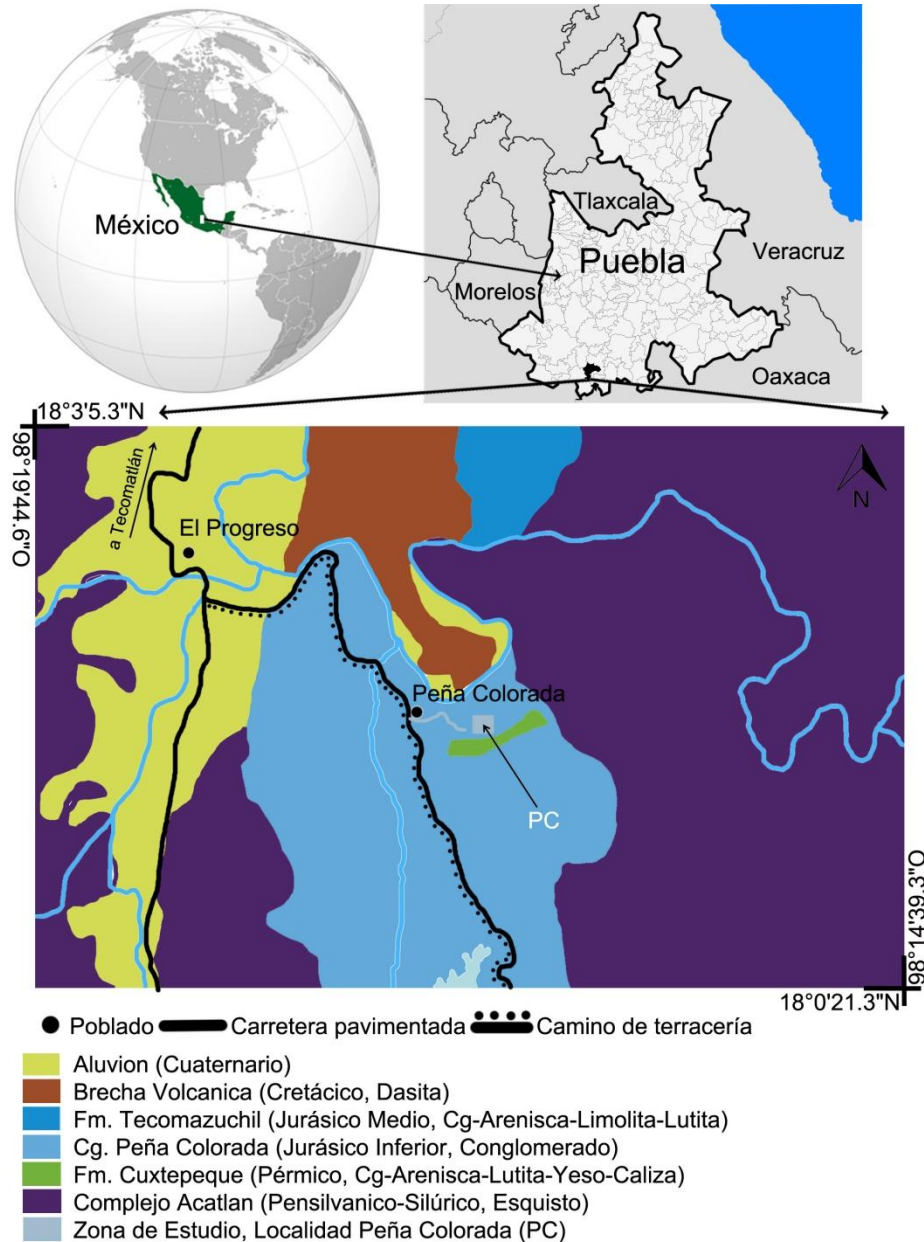 México
Tlaxcala
Puebla
Veracruz
Morelos
Oaxaca
18°3'5.3"N
98°19'44.6"O
a Tecomatlán
El Progreso
N
Peña Colorada
PC
98°14'39.3"O
18°0'21.3"N
Poblado Carretera pavimentada Camino de terracería
Aluvion (Cuaternario)
Brecha Volcanica (Cretácico, Dasita)
Fm. Tecomazuchil (Jurásico Medio, Cg-Arenisca-Limolita-Lutita)
Cg. Peña Colorada (Jurásico Inferior, Conglomerado)
Fm. Cuxtepeque (Pérmico, Cg-Arenisca-Lutita-Yeso-Caliza)
Complejo Acatlan (Pensilvanico-Silúrico, Esquisto)
Zona de Estudio, Localidad Peña Colorada (PC)